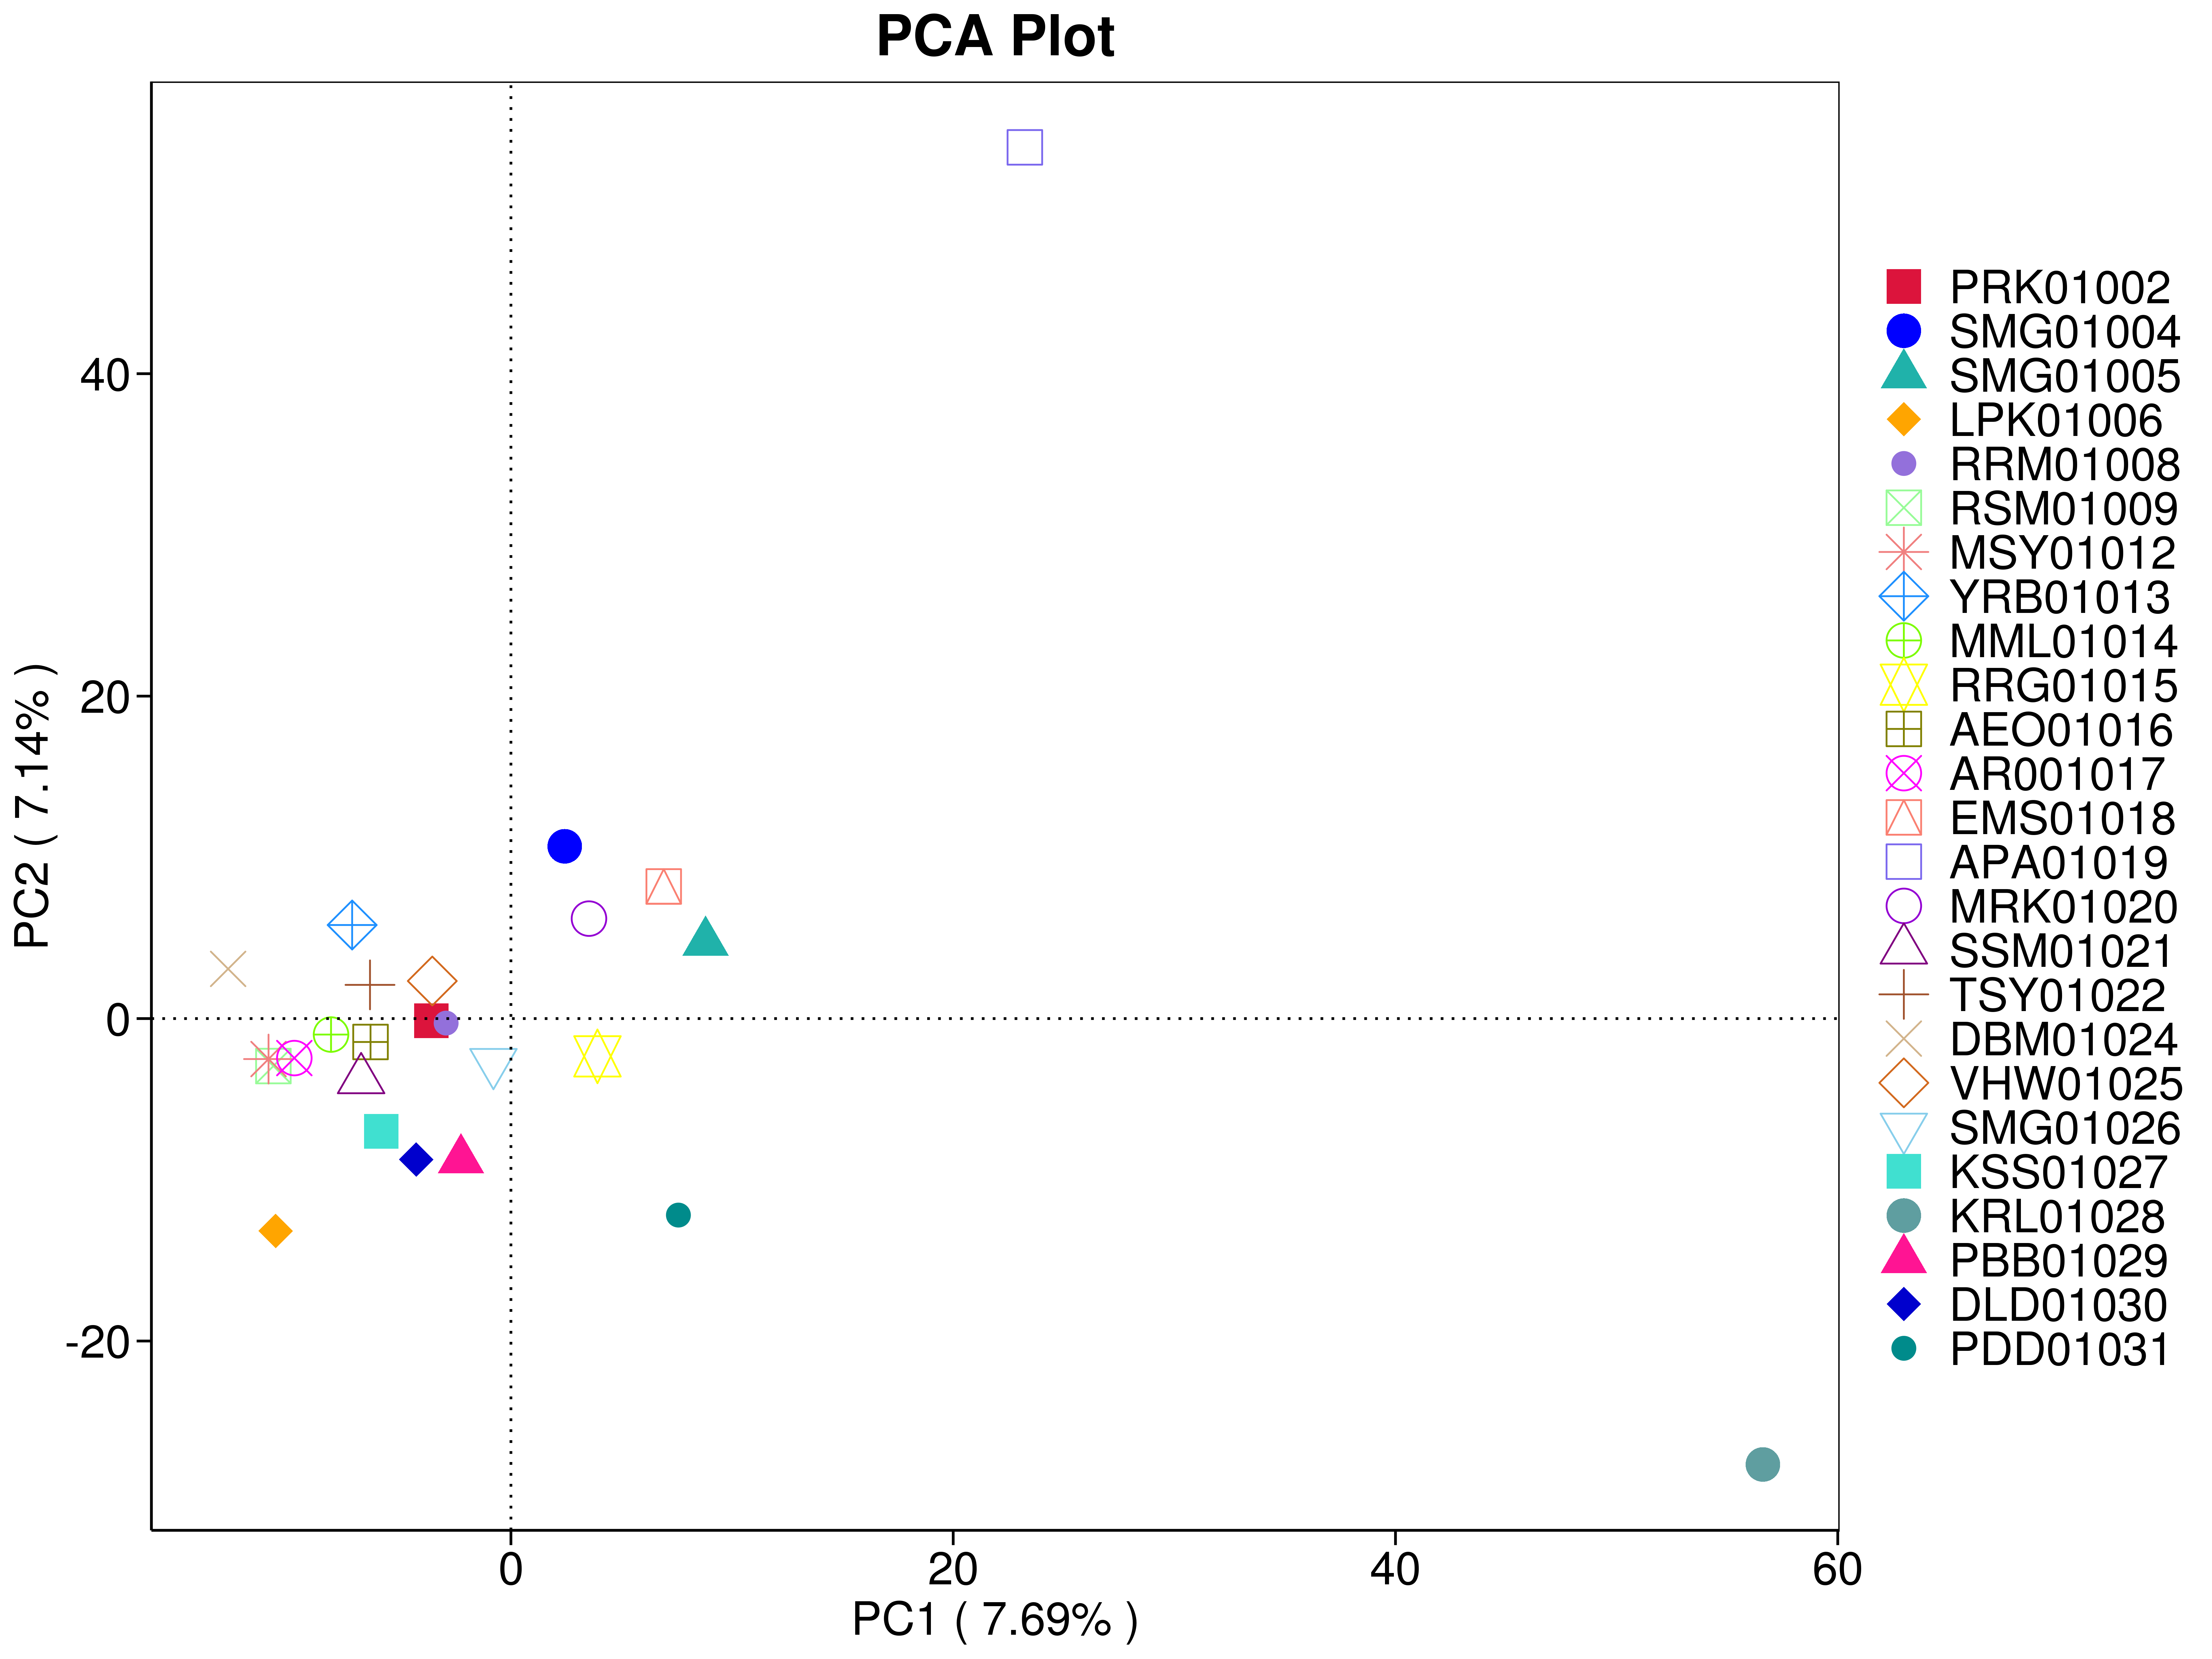 PCA Plot
40
20
0
-20
PC2 ( 7.14% )
0
20
40
60
PC1 ( 7.69% )
PRK01002
SMG01004
SMG01005
LPK01006
RRM01008
RSM01009
MSY01012
YRB01013
MML01014
RRG01015
AEO01016
AR001017
EMS01018
APA01019
MRK01020
SSM01021
TSY01022
DBM01024
VHW01025
SMG01026
KSS01027
KRL01028
PBB01029
DLD01030
PDD01031